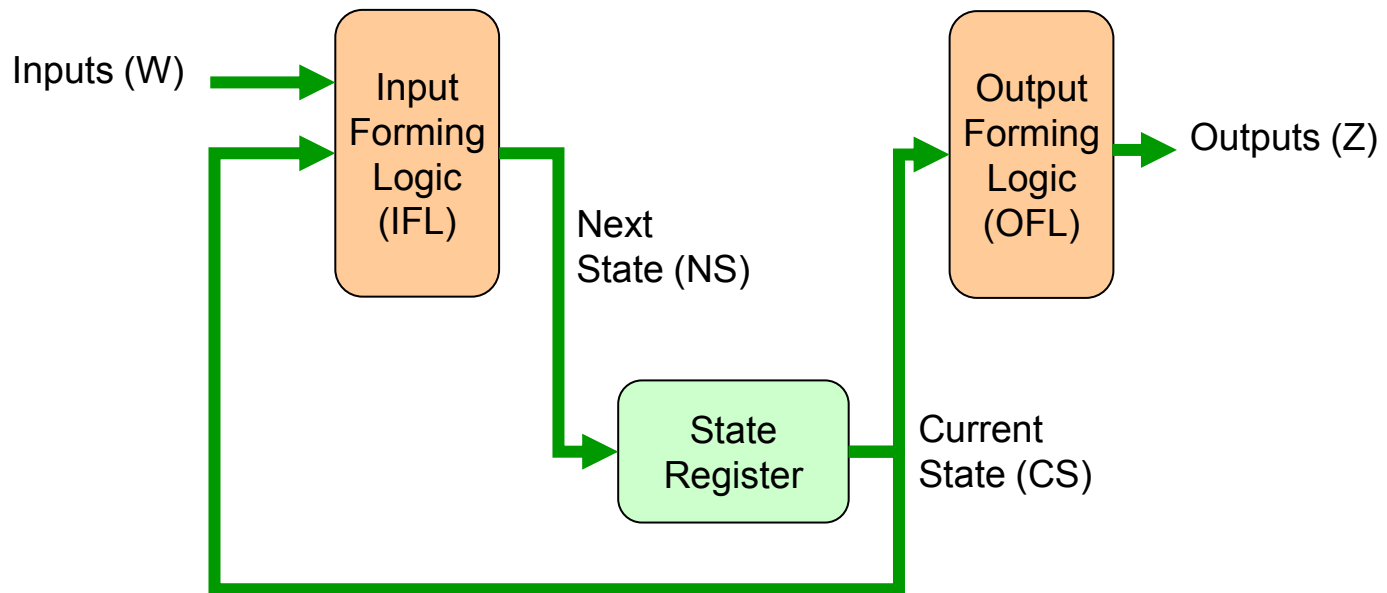 Inputs (W)
Input
Forming
Logic
(IFL)
Next
State (NS)
State
Register
Current
State (CS)
Output
Forming
Logic
(OFL)
Outputs (Z)